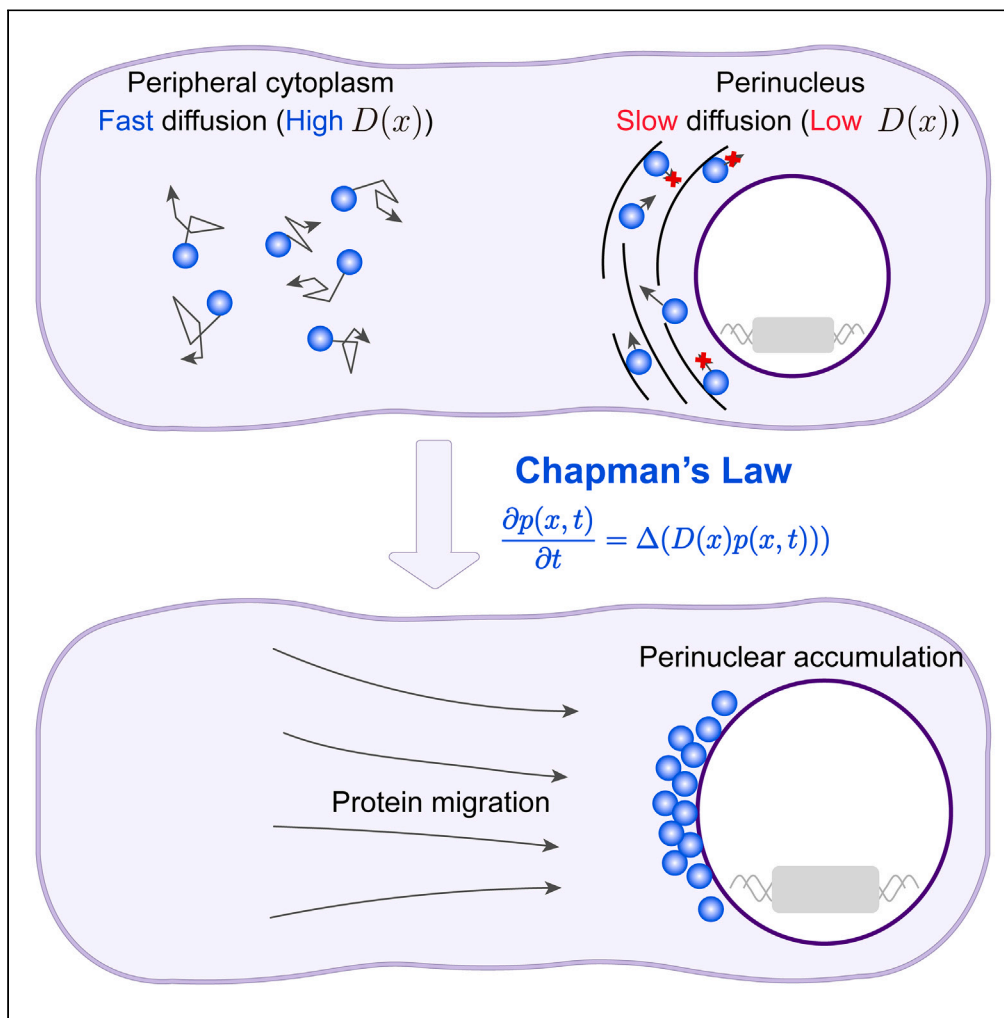 Peripheral cytoplasm
Fast diffusion (High D(x))
Perinucleus
Slow diffusion (Low D(x))
Chapman's Law
∂p(x, t)/∂t = Δ(D(x)p(x, t)))
Perinuclear accumulation
Protein migration